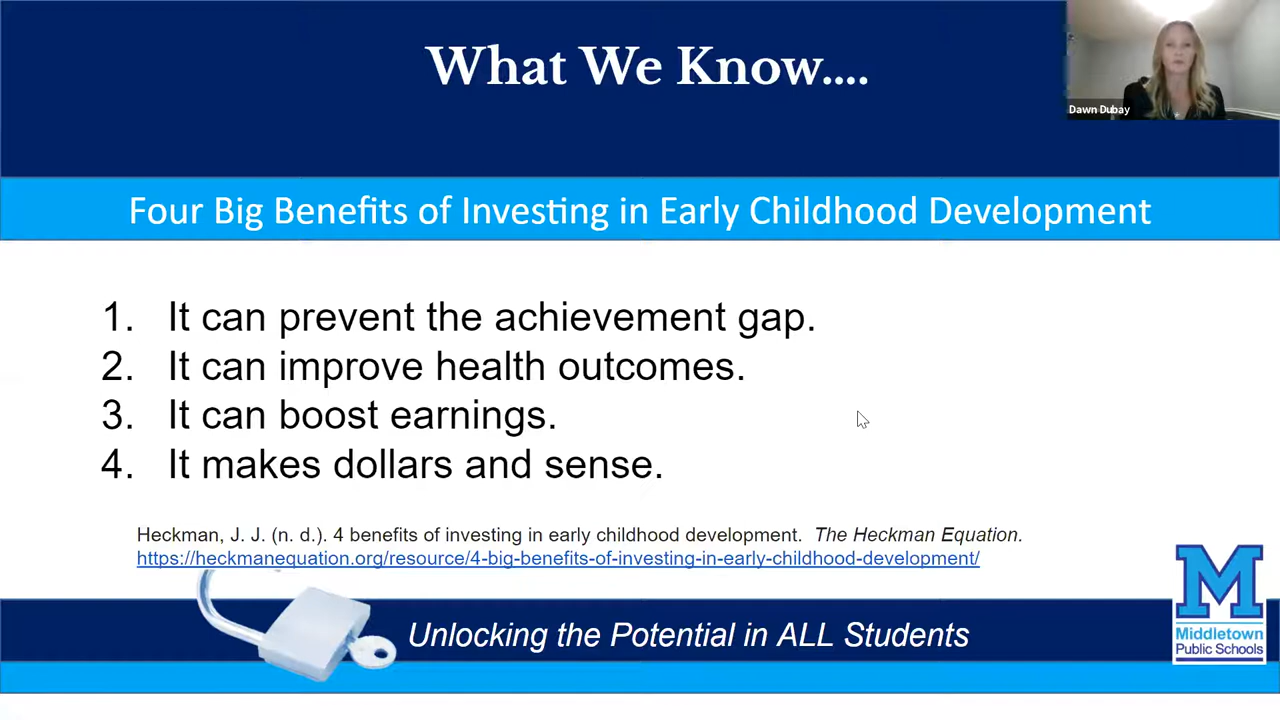 What We Know....
Dawn Dubay
Four Big Benefits of Investing in Early Childhood Development
1. It can prevent the achievement gap.
2. It can improve health outcomes.
3. It can boost earnings.
4. It makes dollars and sense.
Heckman, J. J. (n. d.). 4 benefits of investing in early childhood development. The Heckman Equation.
https://heckmanequation.org/resource/4-big-benefits-of-investing-in-early-childhood-development/
Unlocking the Potential in ALL Students
M
Middletown
Public Schools